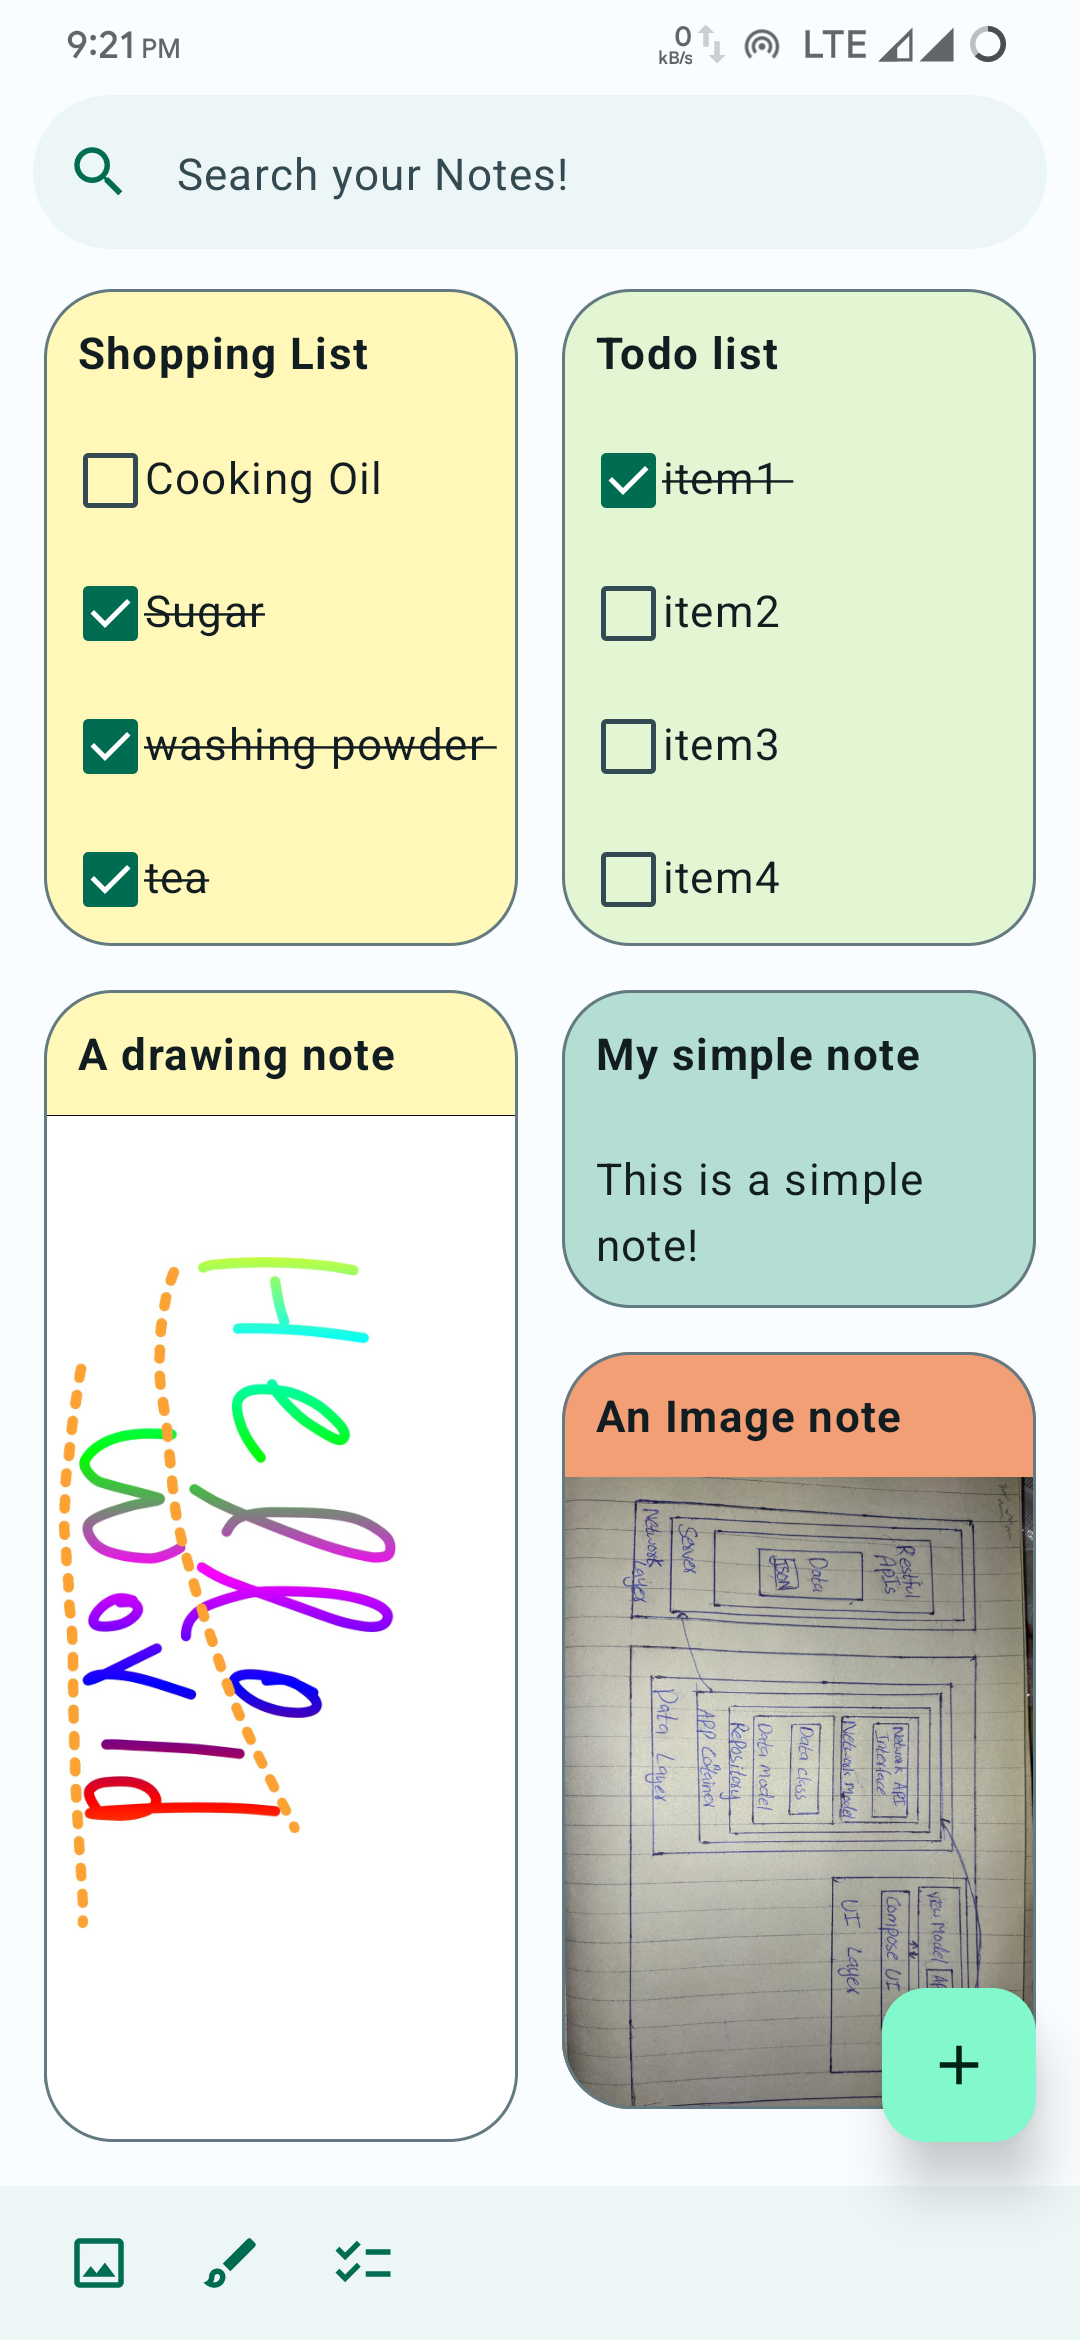 9:21 PM
0 kB/s
LTE
Search your Notes!
Shopping List
Cooking Oil
Sugar
washing powder
tea
Todo list
item1
item2
item3
item4
A drawing note
Hello
World
My simple note
This is a simple
note!
An Image note
Restful
APIs
Data
JSON
Server
Network
Layer
Network API
Interface
Network Model
Data class
Data Model
Repository
APP Container
Data Layer
View Model
Compose UI
UI Layer